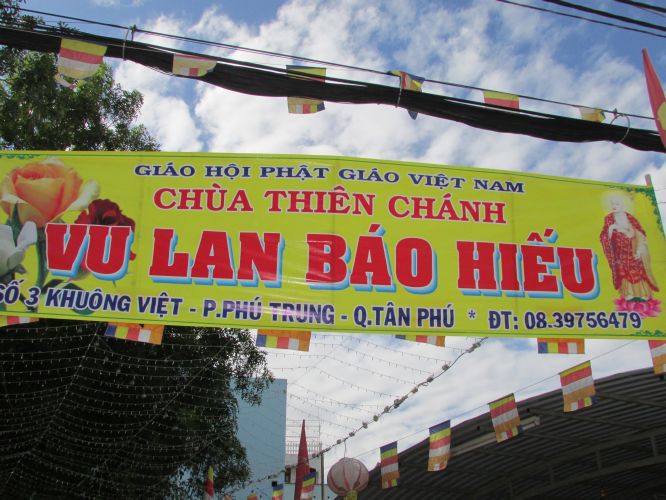 GIÁO HỘI PHẬT GIÁO VIỆT NAM
CHÙA THIÊN CHÁNH
VU LAN BÁO HIẾU
SỐ 3 KHUÔNG VIỆT - P.PHÚ TRUNG - Q.TÂN PHÚ * ĐT: 08.39756479